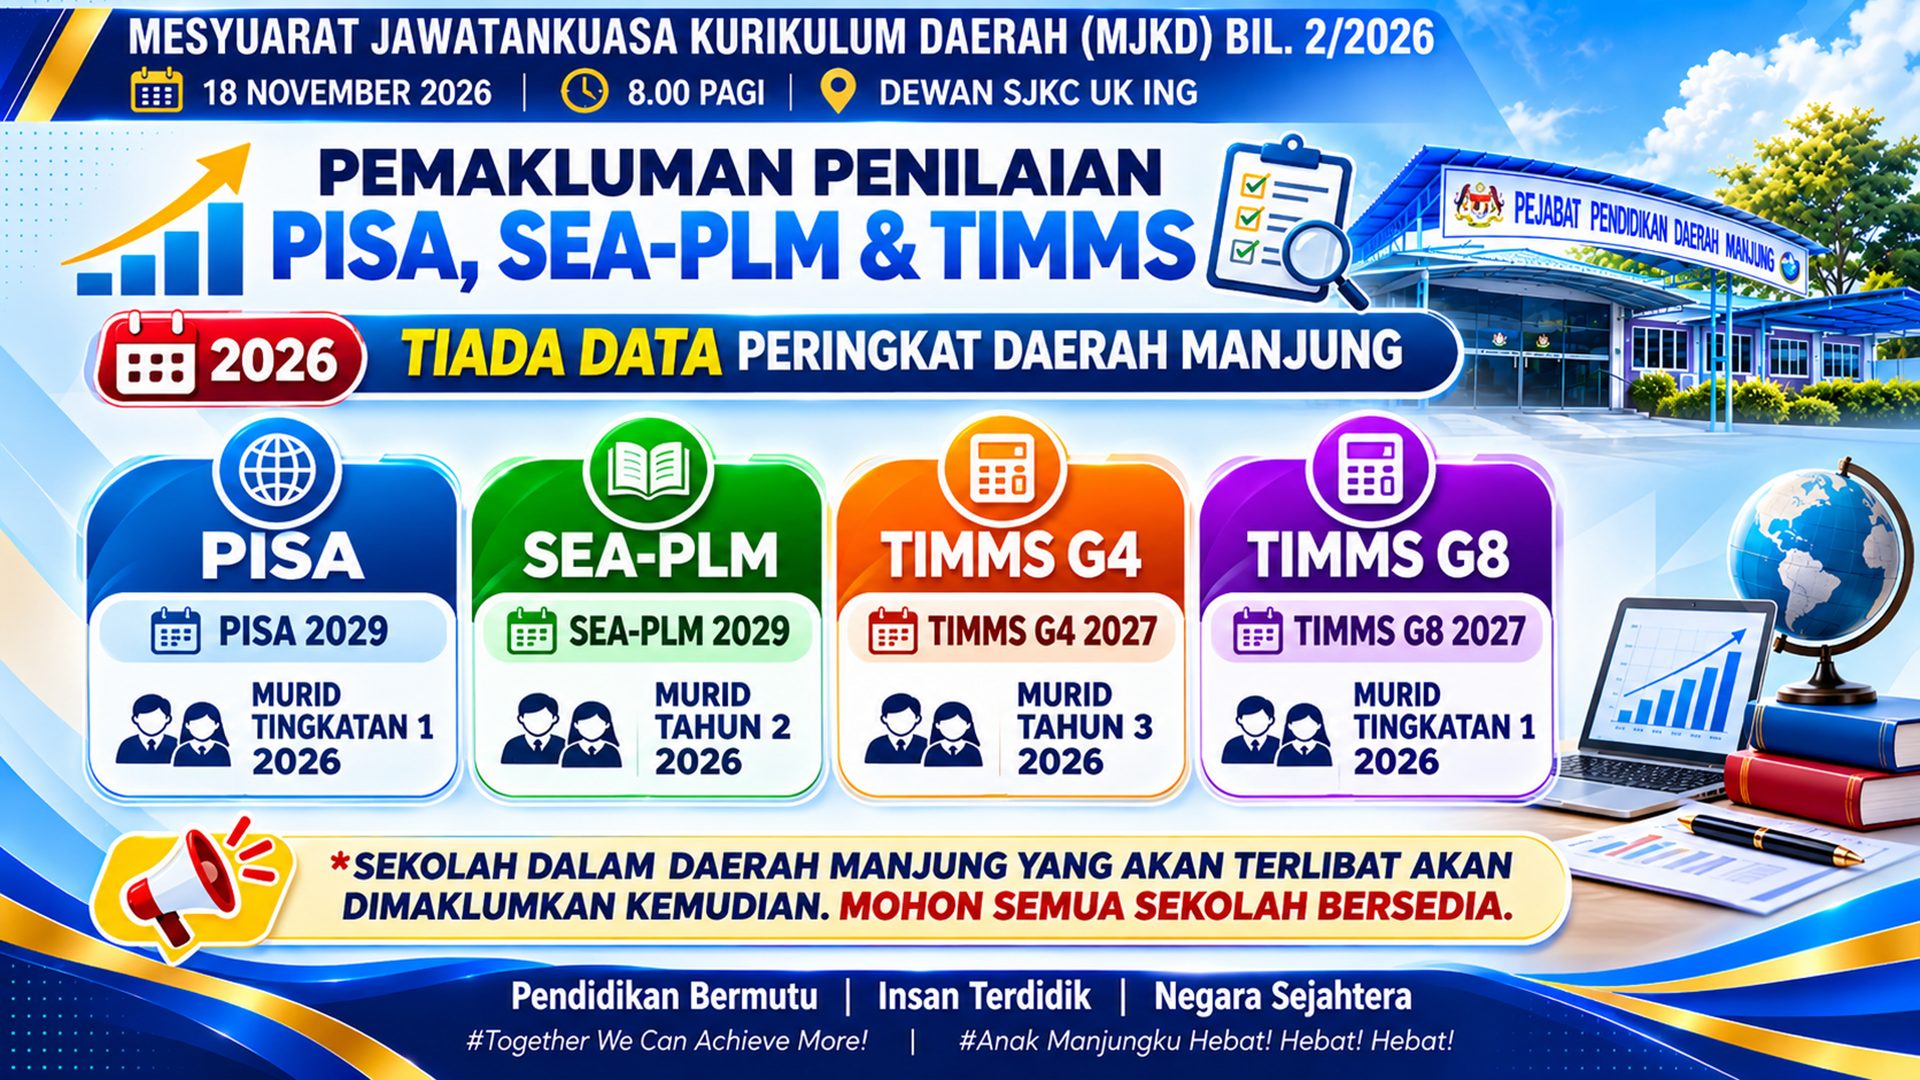 MESYUARAT JAWATANKUASA KURIKULUM DAERAH (MJKD) BIL. 2/2026
18 NOVEMBER 2026 | 8.00 PAGI | DEWAN SJKC UK ING
PEMAKLUMAN PENILAIAN
PISA, SEA-PLM & TIMMS
PEJABAT PENDIDIKAN DAERAH MANJUNG
2026
TIADA DATA PERINGKAT DAERAH MANJUNG
PISA
PISA 2029
MURID
TINGKATAN 1
2026
SEA-PLM
SEA-PLM 2029
MURID
TAHUN 2
2026
TIMMS G4
TIMMS G4 2027
MURID
TAHUN 3
2026
TIMMS G8
TIMMS G8 2027
MURID
TINGKATAN 1
2026
*SEKOLAH DALAM DAERAH MANJUNG YANG AKAN TERLIBAT AKAN
DIMAKLUMKAN KEMUDIAN. MOHON SEMUA SEKOLAH BERSEDIA.
Pendidikan Bermutu | Insan Terdidik | Negara Sejahtera
#Together We Can Achieve More! | #Anak Manjungku Hebat! Hebat! Hebat!